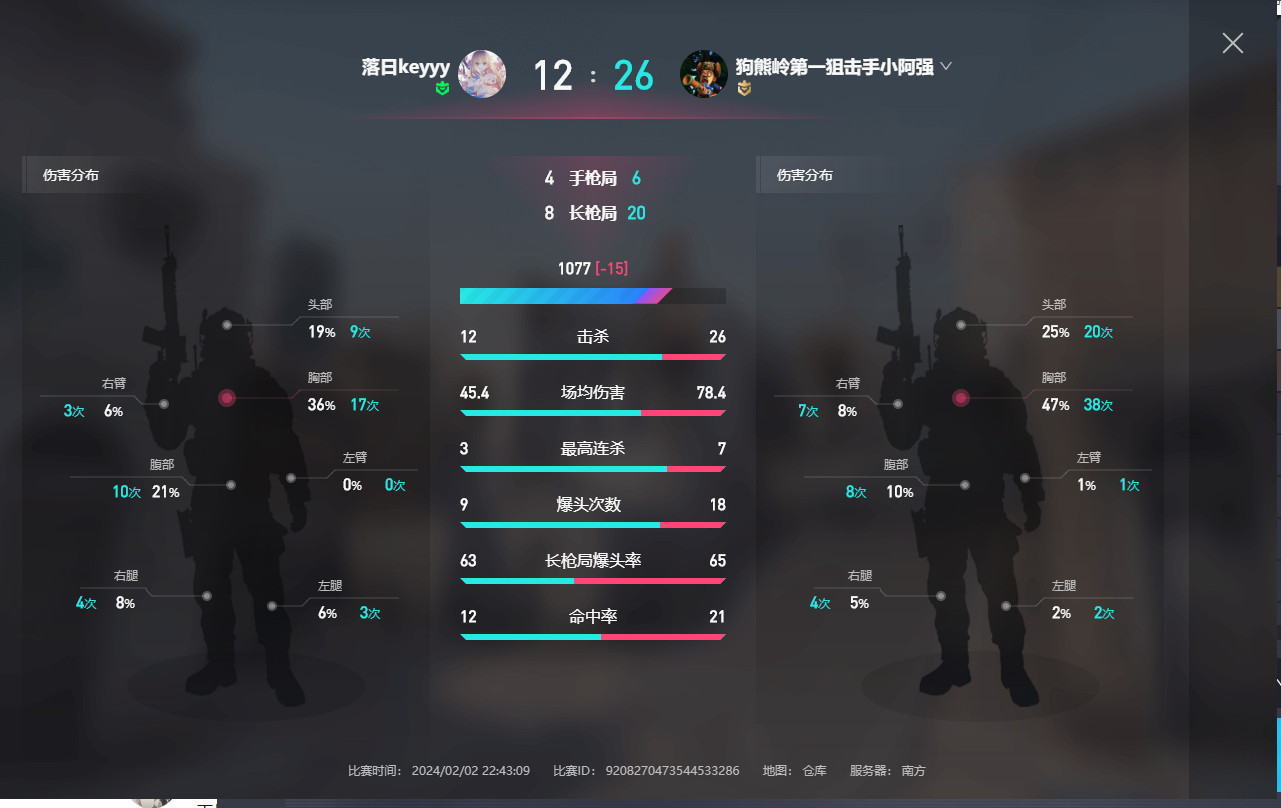 落日keyyy 12 : 26 狗熊岭第一狙击手小阿强
伤害分布
头部
19% 9次
右臂
3次 6%
胸部
36% 17次
腹部
10次 21%
左臂
0% 0次
右腿
4次 8%
左腿
6% 3次
4 手枪局 6
8 长枪局 20
1077 [-15]
12 击杀 26
45.4 场均伤害 78.4
3 最高连杀 7
9 爆头次数 18
63 长枪局爆头率 65
12 命中率 21
伤害分布
头部
25% 20次
右臂
7次 8%
胸部
47% 38次
腹部
8次 10%
左臂
1% 1次
右腿
4次 5%
左腿
2% 2次
比赛时间: 2024/02/02 22:43:09 比赛ID: 9208270473544533286 地图: 仓库 服务器: 南方